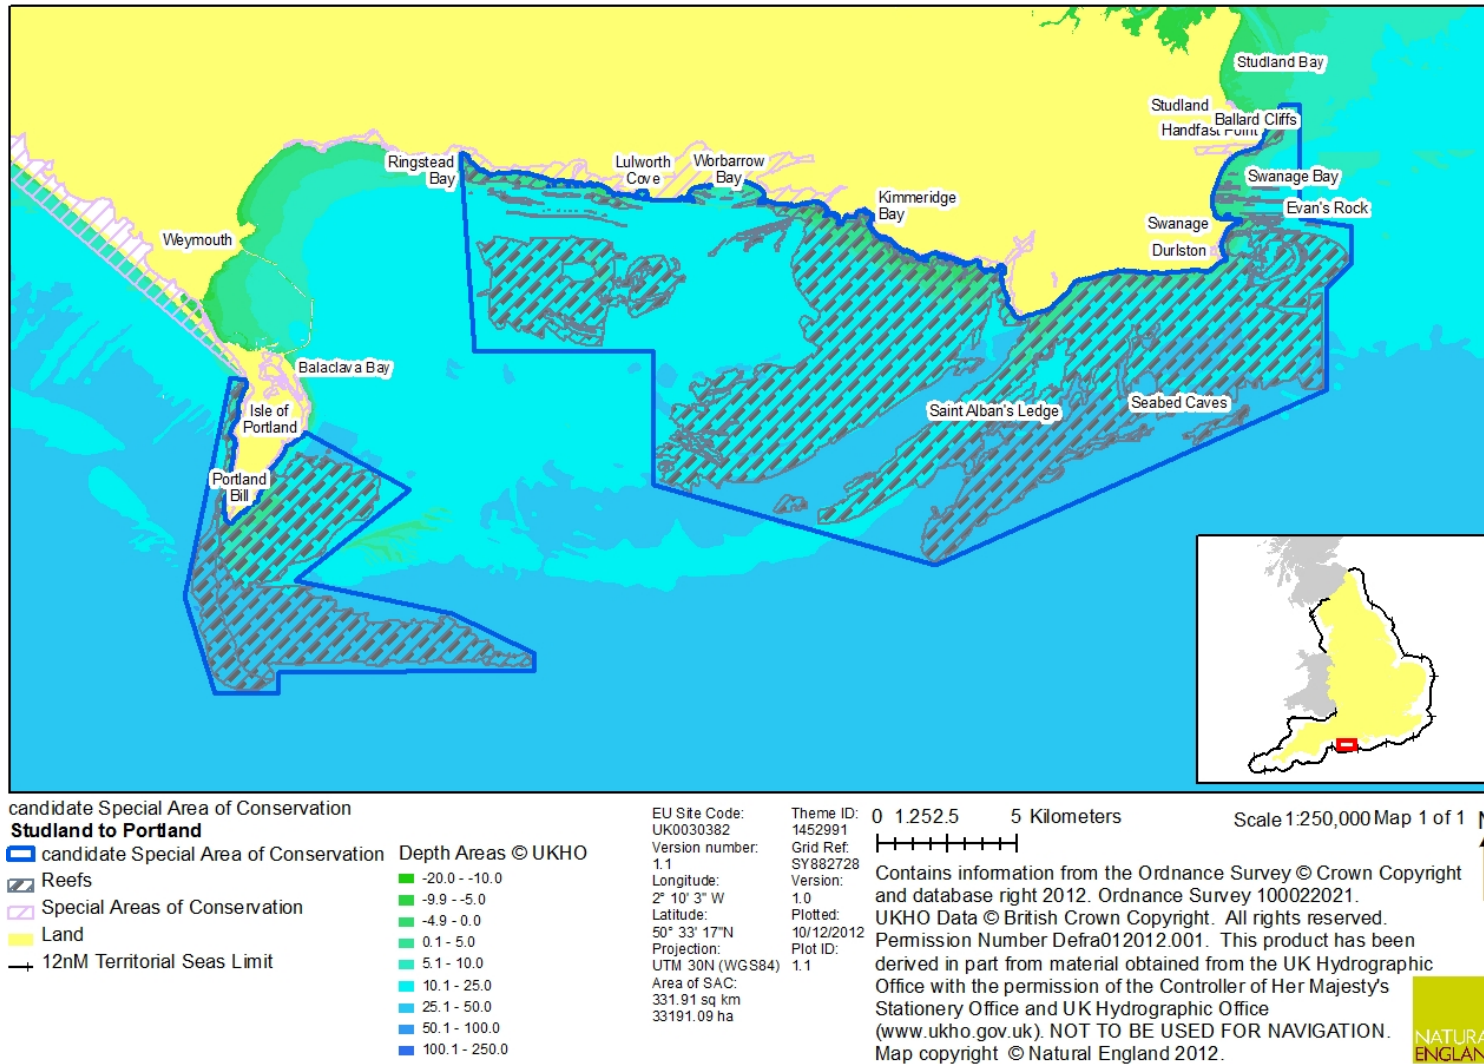 Studland Bay
Studland
Ballard Cliffs
Handfast Point
Ringstead
Bay
Lulworth
Cove
Worbarrow
Bay
Swanage Bay
Kimmeridge
Bay
Evan's Rock
Swanage
Weymouth
Durlston
Balaclava Bay
Isle of
Portland
Saint Alban's Ledge
Seabed Caves
Portland
Bill
candidate Special Area of Conservation
Studland to Portland
candidate Special Area of Conservation
Reefs
Special Areas of Conservation
Land
12nM Territorial Seas Limit
Depth Areas © UKHO
-20.0 - -10.0
-9.9 - -5.0
-4.9 - 0.0
0.1 - 5.0
5.1 - 10.0
10.1 - 25.0
25.1 - 50.0
50.1 - 100.0
100.1 - 250.0
EU Site Code:
UK0030382
Version number:
1.1
Longitude:
2° 10' 3" W
Latitude:
50° 33' 17"N
Projection:
UTM 30N (WGS84)
Area of SAC:
331.91 sq km
33191.09 ha
Theme ID:
1452991
Grid Ref:
SY882728
Version:
1.0
Plotted:
10/12/2012
Plot ID:
1.1
0 1.252.5 5 Kilometers
Scale 1:250,000 Map 1 of 1
Contains information from the Ordnance Survey © Crown Copyright
and database right 2012. Ordnance Survey 100022021.
UKHO Data © British Crown Copyright. All rights reserved.
Permission Number Defra012012.001. This product has been
derived in part from material obtained from the UK Hydrographic
Office with the permission of the Controller of Her Majesty's
Stationery Office and UK Hydrographic Office
(www.ukho.gov.uk). NOT TO BE USED FOR NAVIGATION.
Map copyright © Natural England 2012.
NATURA
ENGLAN